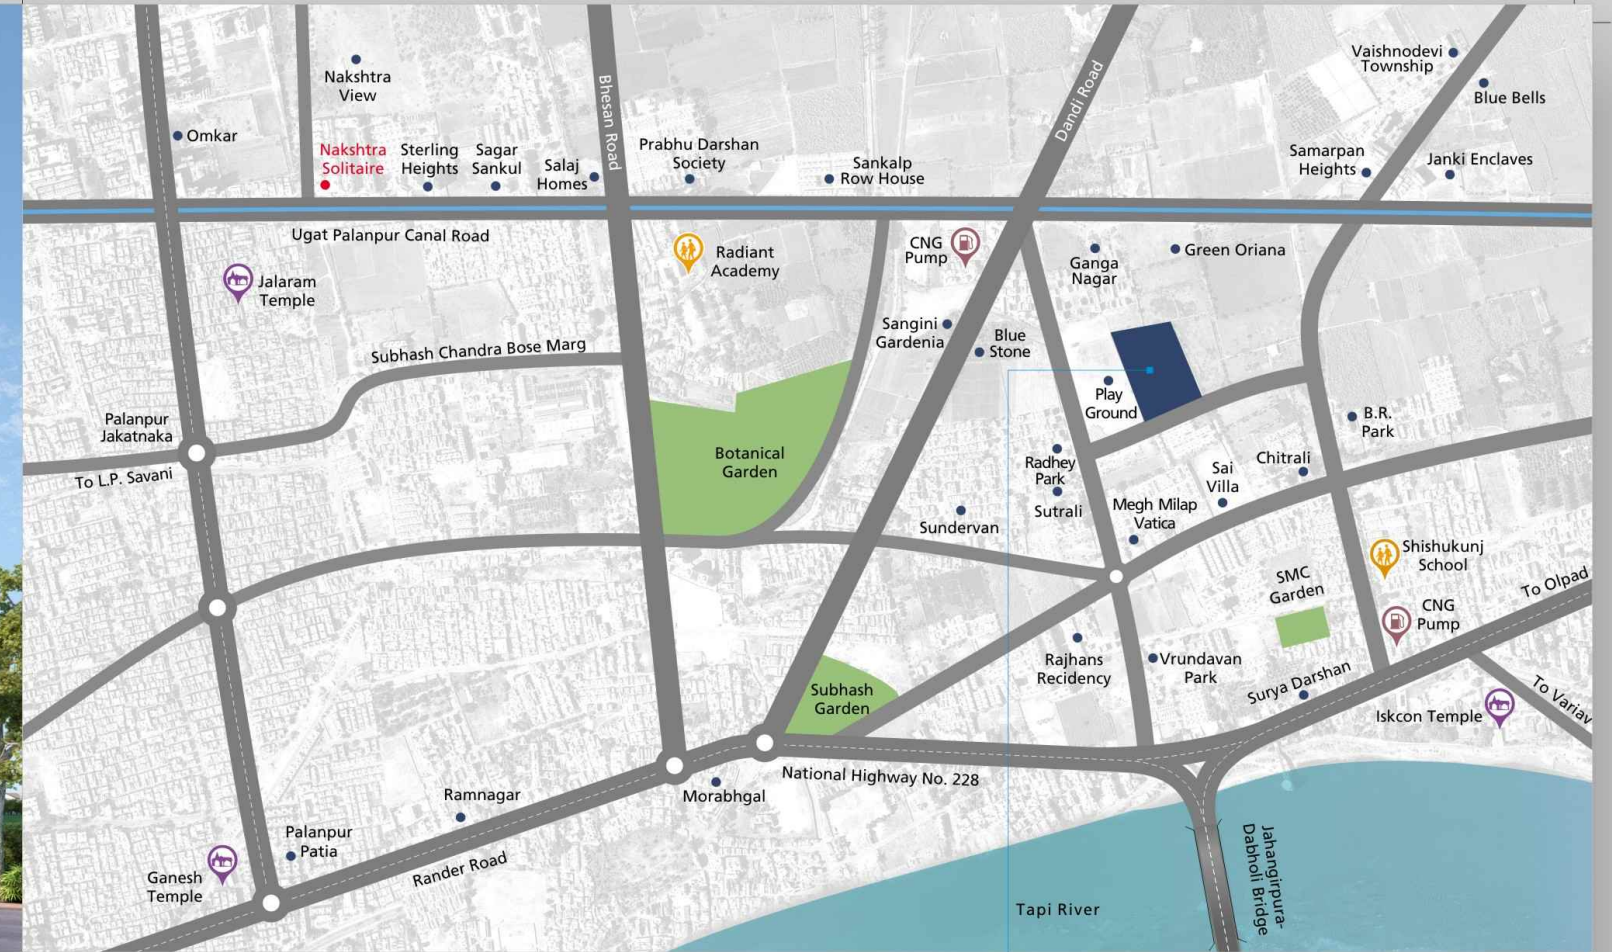 Vaishnodevi
Township
Blue Bells
Nakshtra
View
Bhesan Road
Dandi Road
Omkar
Nakshtra
Solitaire
Sterling
Heights
Sagar
Sankul
Salaj
Homes
Prabhu Darshan
Society
Sankalp
Row House
Samarpan
Heights
Janki Enclaves
Ugat Palanpur Canal Road
Radiant
Academy
CNG
Pump
Ganga
Nagar
Green Oriana
Jalaram
Temple
Sangini
Gardenia
Blue
Stone
Subhash Chandra Bose Marg
Play
Ground
Palanpur
Jakatnaka
B.R.
Park
To L.P. Savani
Botanical
Garden
Radhey
Park
Sutrali
Sai
Villa
Chitrali
Sundervan
Megh Milap
Vatica
Shishukunj
School
SMC
Garden
To Olpad
CNG
Pump
Rajhans
Recidency
Vrundavan
Park
Surya Darshan
Subhash
Garden
To Variav
Iskcon Temple
National Highway No. 228
Morabhgal
Ramnagar
Palanpur
Patia
Rander Road
Ganesh
Temple
Jahangirpura-
Dabholi Bridge
Tapi River